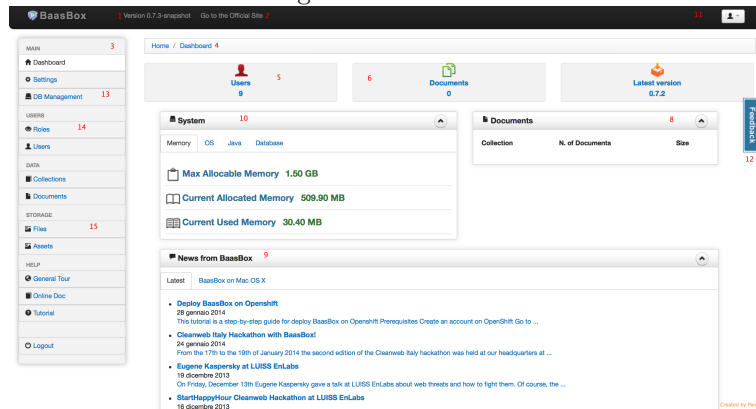 BaasBox 1 Version 0.7.3-snapshot Go to the Official Site 2 11
MAIN 3
Dashboard
Settings
DB Management 13
USERS
Roles 14
Users
DATA
Collections
Documents
STORAGE
Files 15
Assets
HELP
General Tour
Online Doc
Tutorial
Logout
Home / Dashboard 4
Users 5
9
6 Documents
0
Latest version
0.7.2
System 10
Memory OS Java Database
Max Allocable Memory 1.50 GB
Current Allocated Memory 509.90 MB
Current Used Memory 30.40 MB
Documents 8
Collection N. of Documents Size
Feedback
12
News from BaasBox 9
Latest BaasBox on Mac OS X
Deploy BaasBox on Openshift
28 gennaio 2014
This tutorial is a step-by-step guide for deploy BaasBox on Openshift Prerequisites Create an account on OpenShift Go to ...
Cleanweb Italy Hackathon with BaasBox!
24 gennaio 2014
From the 17th to the 19th of January 2014 the second edition of the Cleanweb Italy hackathon was held at our headquarters at ...
Eugene Kaspersky at LUISS EnLabs
19 dicembre 2013
On Friday, December 13th Eugene Kaspersky gave a talk at LUISS EnLabs about web threats and how to fight them. Of course, the ...
StartHappyHour Cleanweb Hackathon at LUISS EnLabs
16 dicembre 2013
Created by